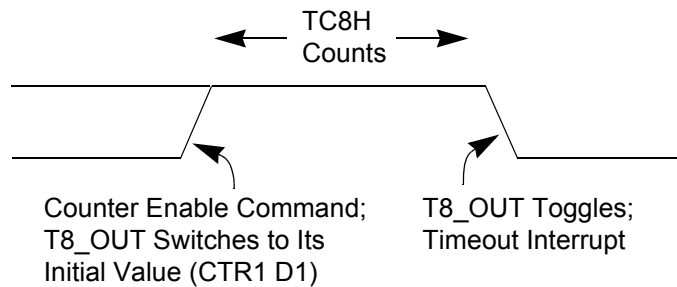 TC8H
Counts
Counter Enable Command;
T8_OUT Switches to Its
Initial Value (CTR1 D1)
T8_OUT Toggles;
Timeout Interrupt